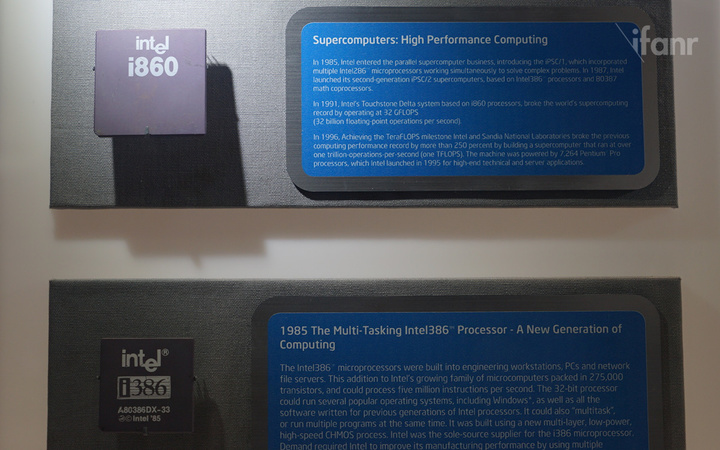 ifanr
intel
i860
Supercomputers: High Performance Computing
In 1985, Intel entered the parallel supercomputer business, introducing the iPSC/1, which incorporated
multiple Intel286™ microprocessors working simultaneously to solve complex problems. In 1987, Intel
launched its second-generation iPSC/2 supercomputers, based on Intel386™ processors and 80387
math coprocessors.
In 1991, Intel's Touchstone Delta system based on i860 processors, broke the world's supercomputing
record by operating at 32 GFLOPS
(32 billion floating-point operations per second).
In 1996, Achieving the TeraFLOPS milestone Intel and Sandia National Laboratories broke the previous
computing performance record by more than 250 percent by building a supercomputer that ran at over
one trillion-operations-per-second (one TFLOPS). The machine was powered by 7,264 Pentium® Pro
processors, which Intel launched in 1995 for high-end technical and server applications.
intel®
i386
A80386DX-33
Ⓜ©Intel '85
1985 The Multi-Tasking Intel386™ Processor - A New Generation of
Computing
The Intel386™ microprocessors were built into engineering workstations, PCs and network
file servers. This addition to Intel's growing family of microcomputers packed in 275,000
transistors, and could process five million instructions per second. The 32-bit processor
could run several popular operating systems, including Windows*, as well as all the
software written for previous generations of Intel processors. It could also "multitask",
or run multiple programs at the same time. It was built using a new multi-layer, low-power,
high-speed CHMOS process. Intel was the sole-source supplier for the i386 microprocessor.
Demand required Intel to improve its manufacturing performance by using multiple